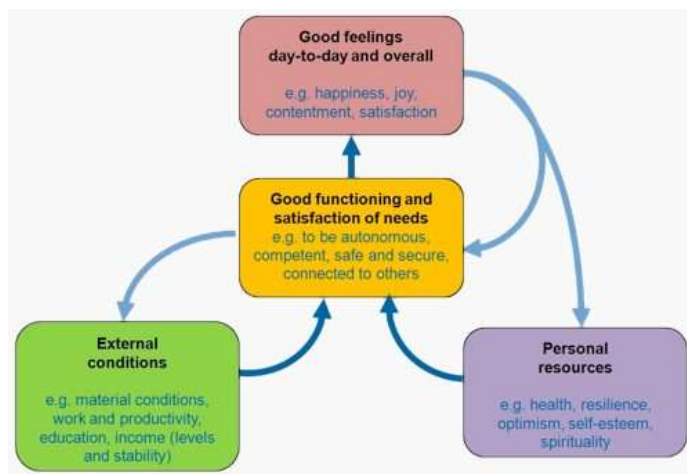 Good feelings
day-to-day and overall
e.g. happiness, joy,
contentment, satisfaction
Good functioning and
satisfaction of needs
e.g. to be autonomous,
competent, safe and secure,
connected to others
External
conditions
e.g. material conditions,
work and productivity,
education, income (levels
and stability)
Personal
resources
e.g. health, resilience,
optimism, self-esteem,
spirituality